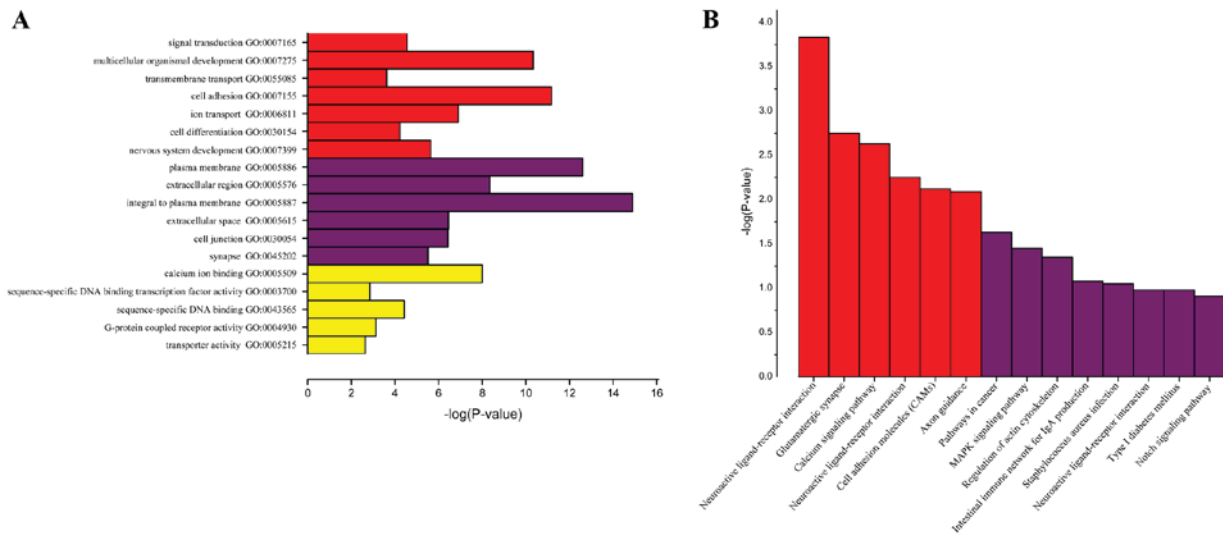 A
signal transduction GO:0007165
multicellular organismal development GO:0007275
transmembrane transport GO:0055085
cell adhesion GO:0007155
ion transport GO:0006811
cell differentiation GO:0030154
nervous system development GO:0007399
plasma membrane GO:0005886
extracellular region GO:0005576
integral to plasma membrane GO:0005887
extracellular space GO:0005615
cell junction GO:0030054
synapse GO:0045202
calcium ion binding GO:0005509
sequence-specific DNA binding transcription factor activity GO:0003700
sequence-specific DNA binding GO:0043565
G-protein coupled receptor activity GO:0004930
transporter activity GO:0005215
0 2 4 6 8 10 12 14 16
-log(P-value)
B
4.0
3.5
3.0
2.5
2.0
1.5
1.0
0.5
0.0
-log(P-value)
Neuroactive ligand-receptor interaction
Glutamatergic synapse
Calcium signaling pathway
Neuroactive ligand-receptor interaction
Cell adhesion molecules (CAMs)
Axon guidance
Pathways in cancer
MAPK signaling pathway
Regulation of actin cytoskeleton
Intestinal immune network for IgA production
Staphylococcus aureus infection
Neuroactive ligand-receptor interaction
Type I diabetes mellitus
Notch signaling pathway